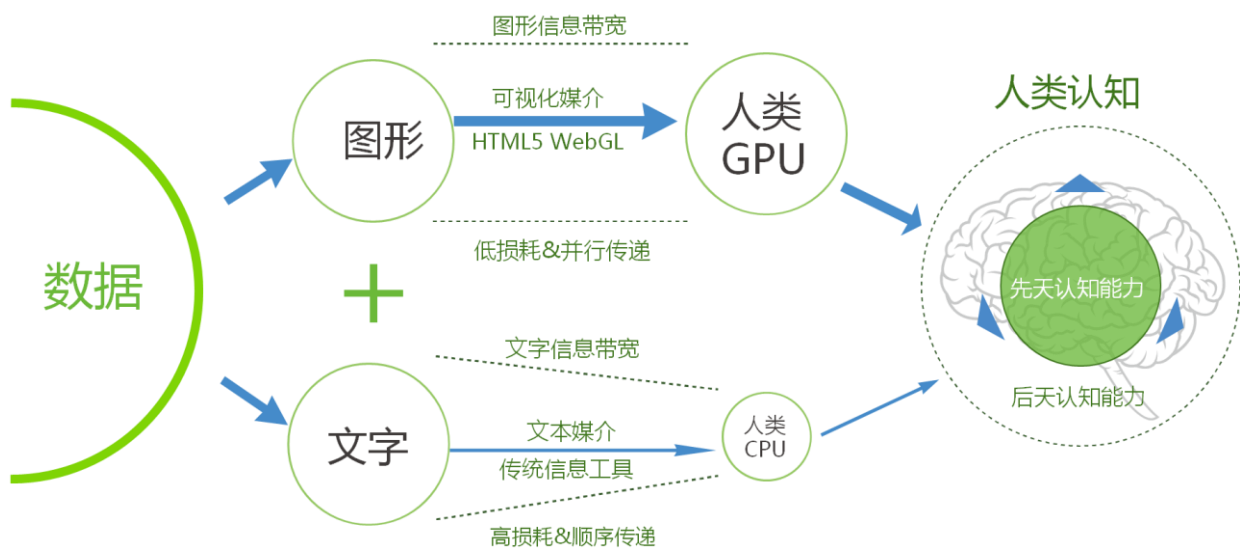 数据
图形信息带宽
图形
可视化媒介
HTML5 WebGL
低损耗&并行传递
人类
GPU
+
文字信息带宽
文字
文本媒介
传统信息工具
高损耗&顺序传递
人类
CPU
人类认知
先天认知能力
后天认知能力